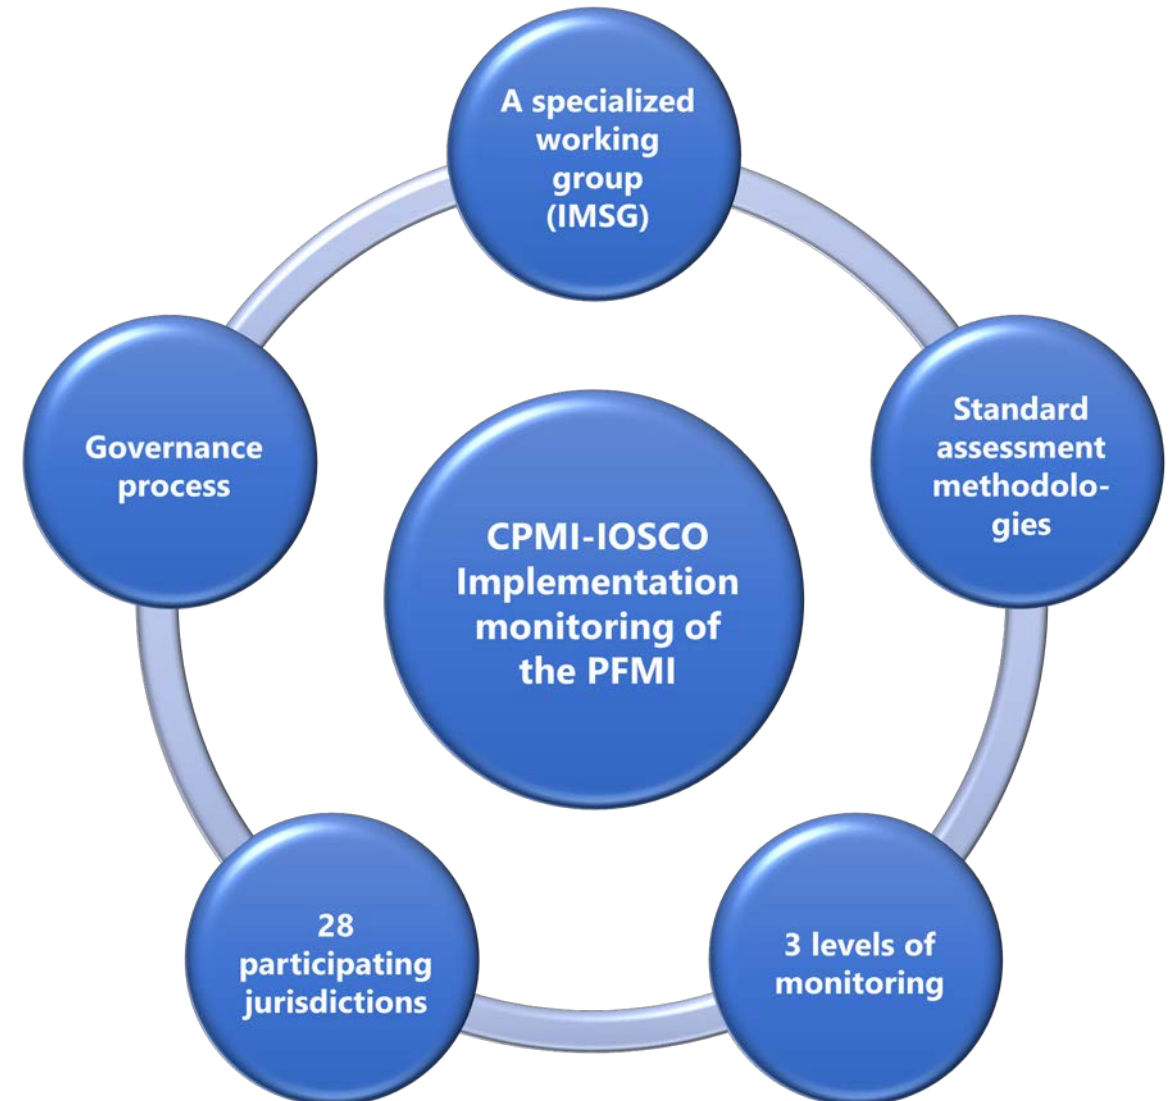 A specialized
working
group
(IMSG)
Standard
assessment
methodolo-
gies
3 levels of
monitoring
28
participating
jurisdictions
Governance
process
CPMI-IOSCO
Implementation
monitoring of
the PFMI